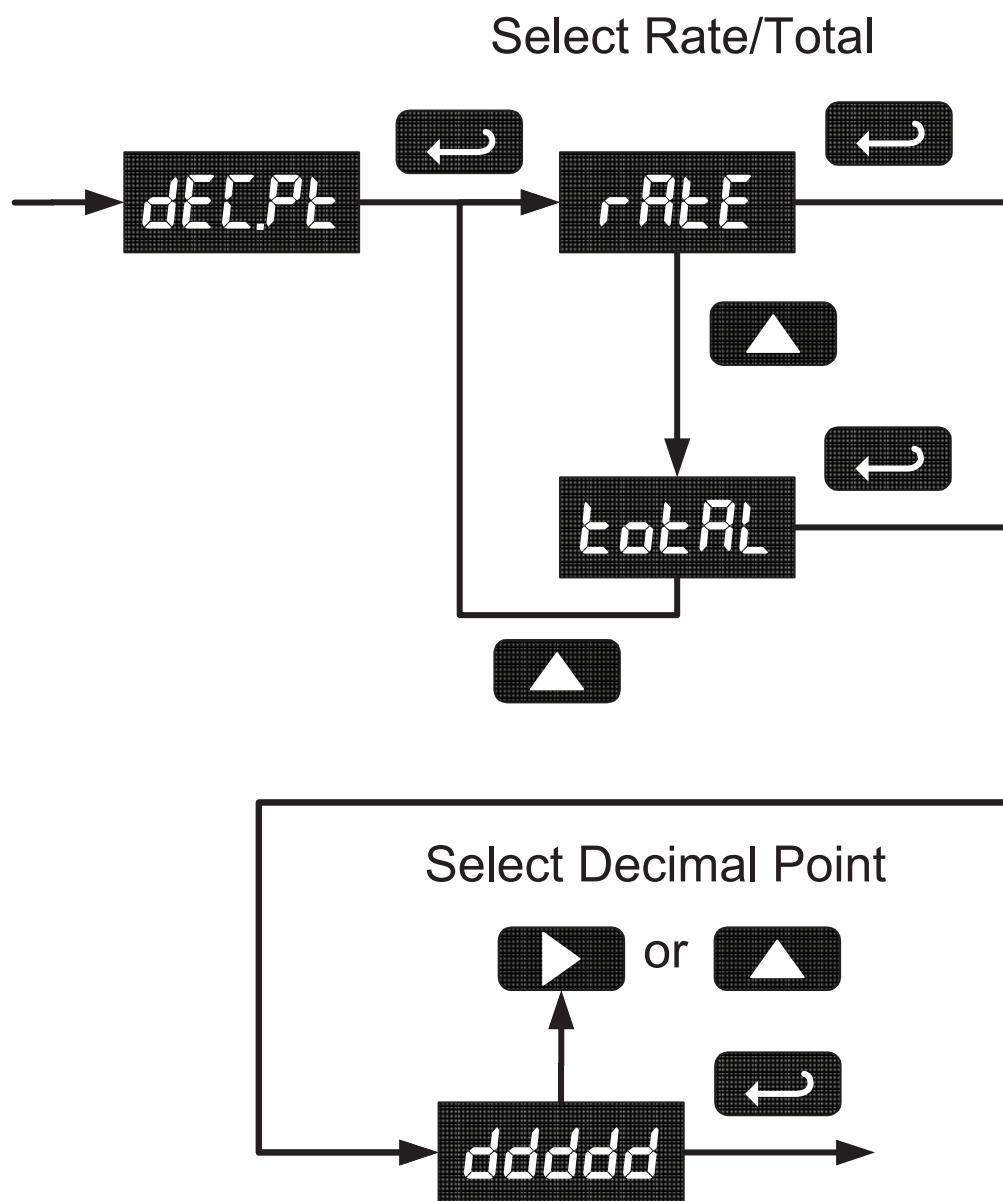 Select Rate/Total
dEC.Pt
rAtE
totAL
Select Decimal Point
or
ddddd